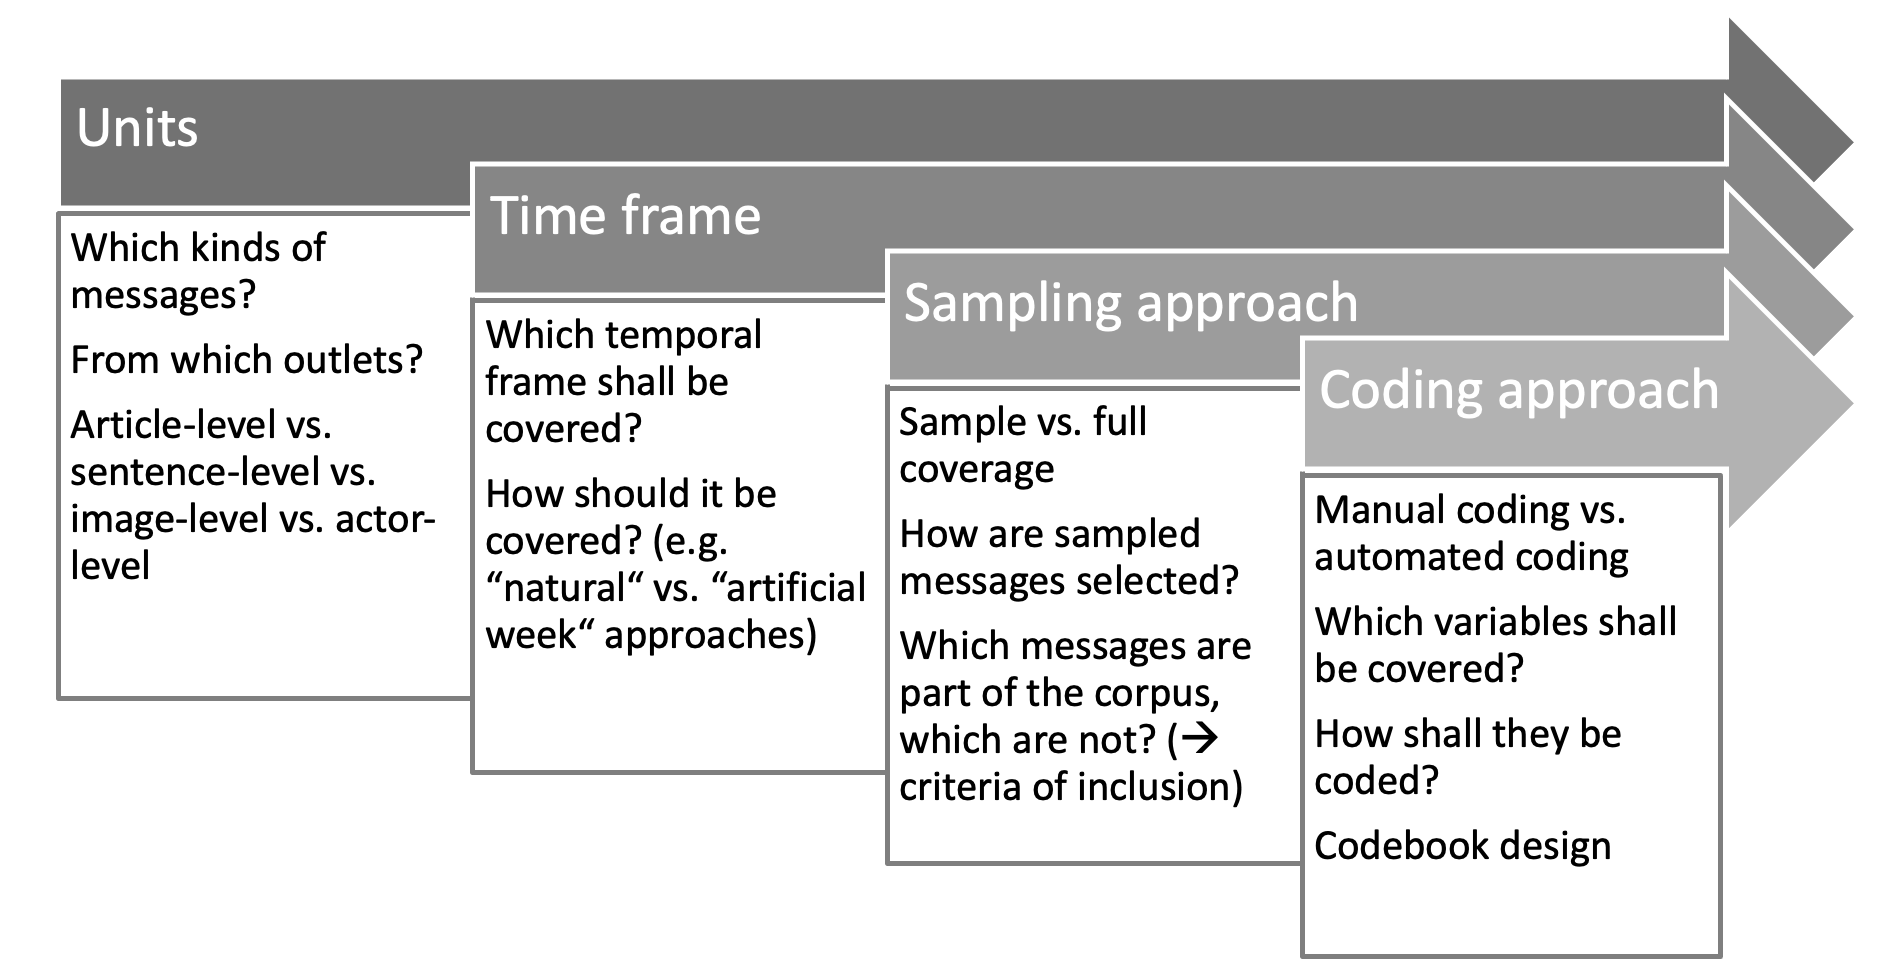 Units
Which kinds of
messages?
From which outlets?
Article-level vs.
sentence-level vs.
image-level vs. actor-
level
Time frame
Which temporal
frame shall be
covered?
How should it be
covered? (e.g.
“natural“ vs. “artificial
week“ approaches)
Sampling approach
Sample vs. full
coverage
How are sampled
messages selected?
Which messages are
part of the corpus,
which are not? (→
criteria of inclusion)
Coding approach
Manual coding vs.
automated coding
Which variables shall
be covered?
How shall they be
coded?
Codebook design